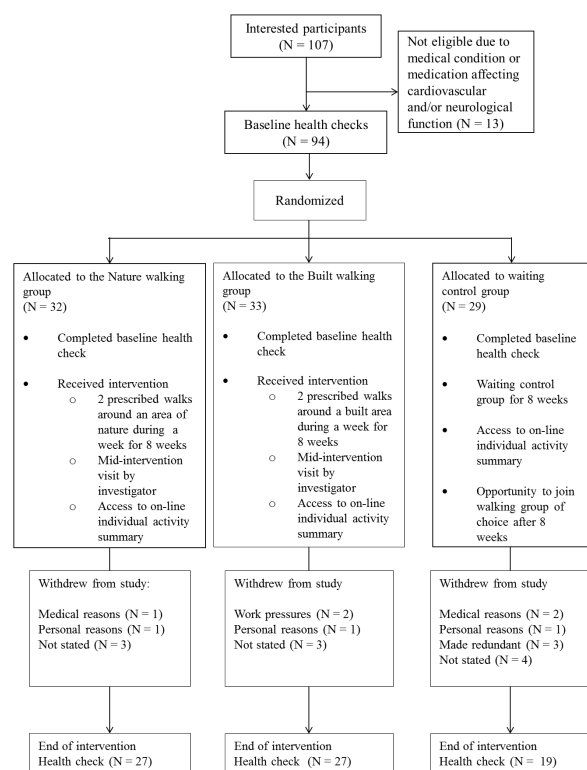 Interested participants
(N = 107)
Not eligible due to
medical condition or
medication affecting
cardiovascular
and/or neurological
function (N = 13)
Baseline health checks
(N = 94)
Randomized
Allocated to the Nature walking
group
(N = 32)
• Completed baseline health
check
• Received intervention
o 2 prescribed walks
around an area of
nature during a
week for 8 weeks
o Mid-intervention
visit by
investigator
o Access to on-line
individual activity
summary
Allocated to the Built walking
group
(N = 33)
• Completed baseline health
check
• Received intervention
o 2 prescribed walks
around a built area
during a week for
8 weeks
o Mid-intervention
visit by
investigator
o Access to on-line
individual activity
summary
Allocated to waiting
control group
(N = 29)
• Completed baseline
health check
• Waiting control
group for 8 weeks
• Access to on-line
individual activity
summary
• Opportunity to join
walking group of
choice after 8
weeks
Withdrew from study:
Medical reasons (N = 1)
Personal reasons (N = 1)
Not stated (N = 3)
Withdrew from study
Work pressures (N = 2)
Personal reasons (N = 1)
Not stated (N = 3)
Withdrew from study
Medical reasons (N = 2)
Personal reasons (N = 1)
Made redundant (N = 3)
Not stated (N = 4)
End of intervention
Health check (N = 27)
End of intervention
Health check (N = 27)
End of intervention
Health check (N = 19)